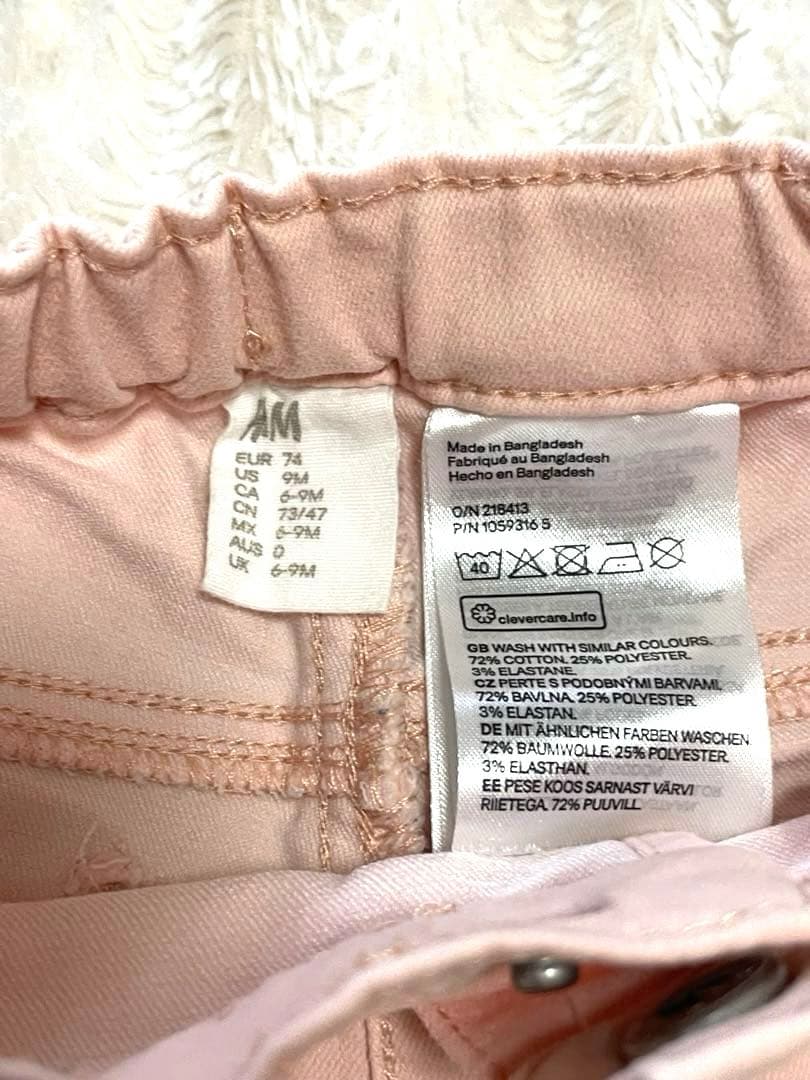 H&M
EUR 74
US 9M
CA 6-9M
CN 73/47
MX 6-9M
AUS 0
UK 6-9M
Made in Bangladesh
Fabriqué au Bangladesh
Hecho en Bangladesh
O/N 218413
P/N 1059316 5
40
clevercare.info
GB WASH WITH SIMILAR COLOURS.
72% COTTON. 25% POLYESTER.
3% ELASTANE.
CZ PERTE S PODOBNÝMI BARVAMI.
72% BAVLNA. 25% POLYESTER.
3% ELASTAN.
DE MIT ÄHNLICHEN FARBEN WASCHEN
72% BAUMWOLLE. 25% POLYESTER.
3% ELASTHAN.
EE PESE KOOS SARNAST VÄRVI
RIIETEGA. 72% PUUVILL.